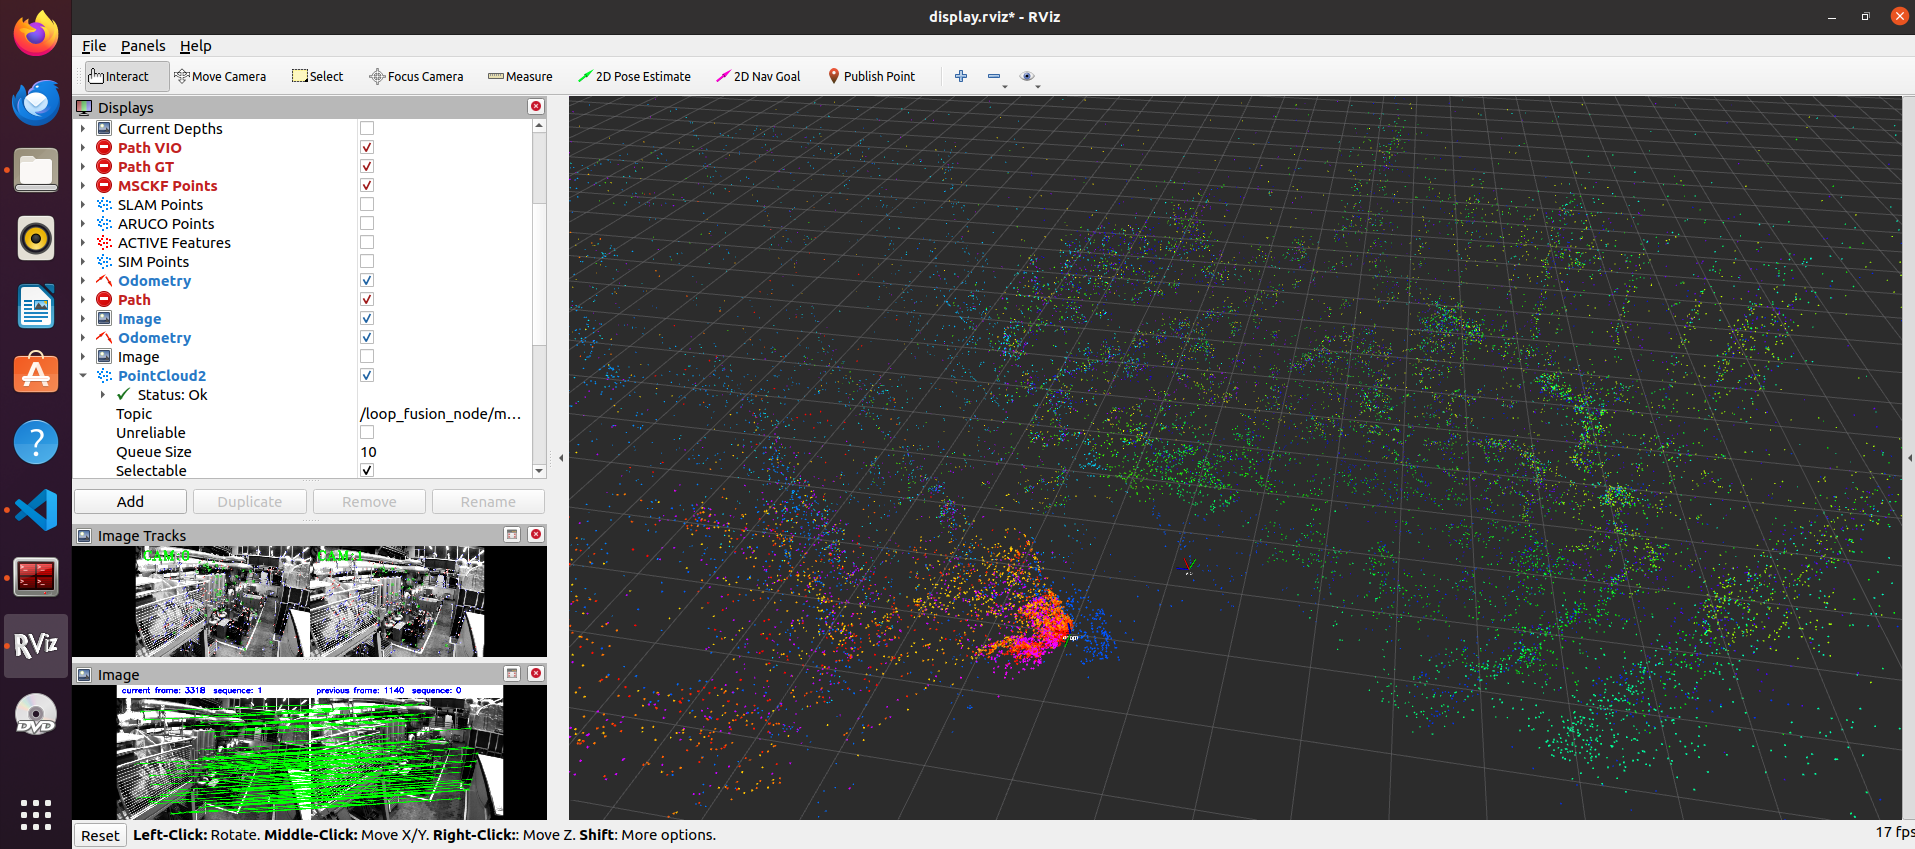 display.rviz* - RViz
File Panels Help
Interact Move Camera Select Focus Camera Measure 2D Pose Estimate 2D Nav Goal Publish Point
Displays
Current Depths
Path VIO
Path GT
MSCKF Points
SLAM Points
ARUCO Points
ACTIVE Features
SIM Points
Odometry
Path
Image
Odometry
Image
PointCloud2
Status: Ok
Topic /loop_fusion_node/m...
Unreliable
Queue Size 10
Selectable
Add Duplicate Remove Rename
Image Tracks
CAM:0 CAM:1
Image
current frame: 3318 sequence: 1 previous frame: 1140 sequence: 0
RViz
DVD
Reset Left-Click: Rotate. Middle-Click: Move X/Y. Right-Click:: Move Z. Shift: More options. 17 fps